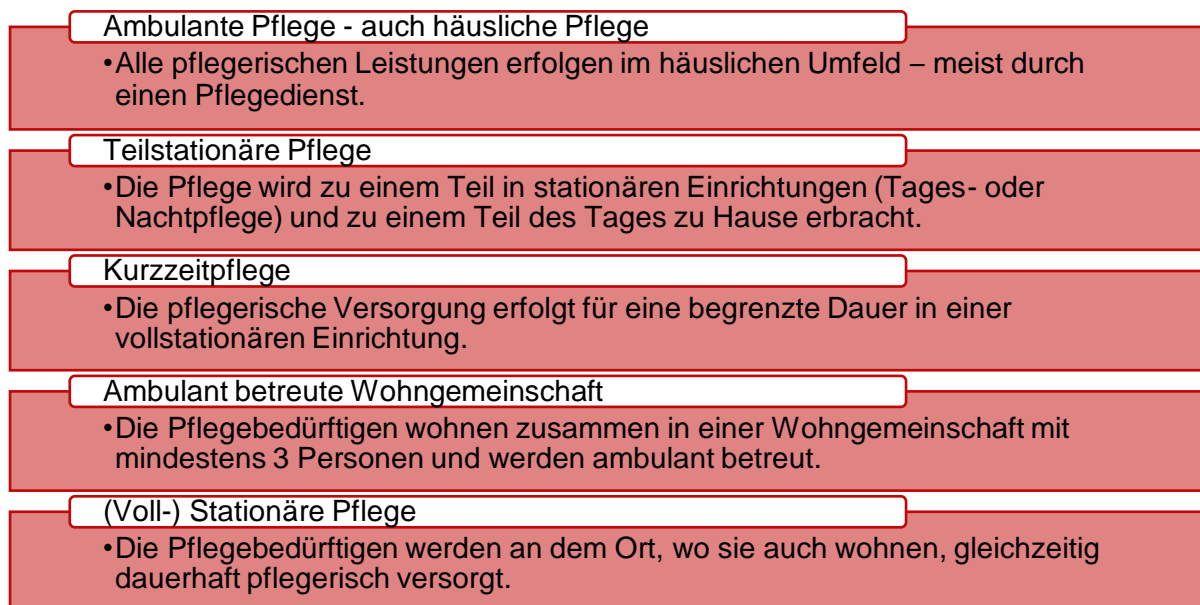 Ambulante Pflege - auch häusliche Pflege
•Alle pflegerischen Leistungen erfolgen im häuslichen Umfeld – meist durch
einen Pflegedienst.
Teilstationäre Pflege
•Die Pflege wird zu einem Teil in stationären Einrichtungen (Tages- oder
Nachtpflege) und zu einem Teil des Tages zu Hause erbracht.
Kurzzeitpflege
•Die pflegerische Versorgung erfolgt für eine begrenzte Dauer in einer
vollstationären Einrichtung.
Ambulant betreute Wohngemeinschaft
•Die Pflegebedürftigen wohnen zusammen in einer Wohngemeinschaft mit
mindestens 3 Personen und werden ambulant betreut.
(Voll-) Stationäre Pflege
•Die Pflegebedürftigen werden an dem Ort, wo sie auch wohnen, gleichzeitig
dauerhaft pflegerisch versorgt.